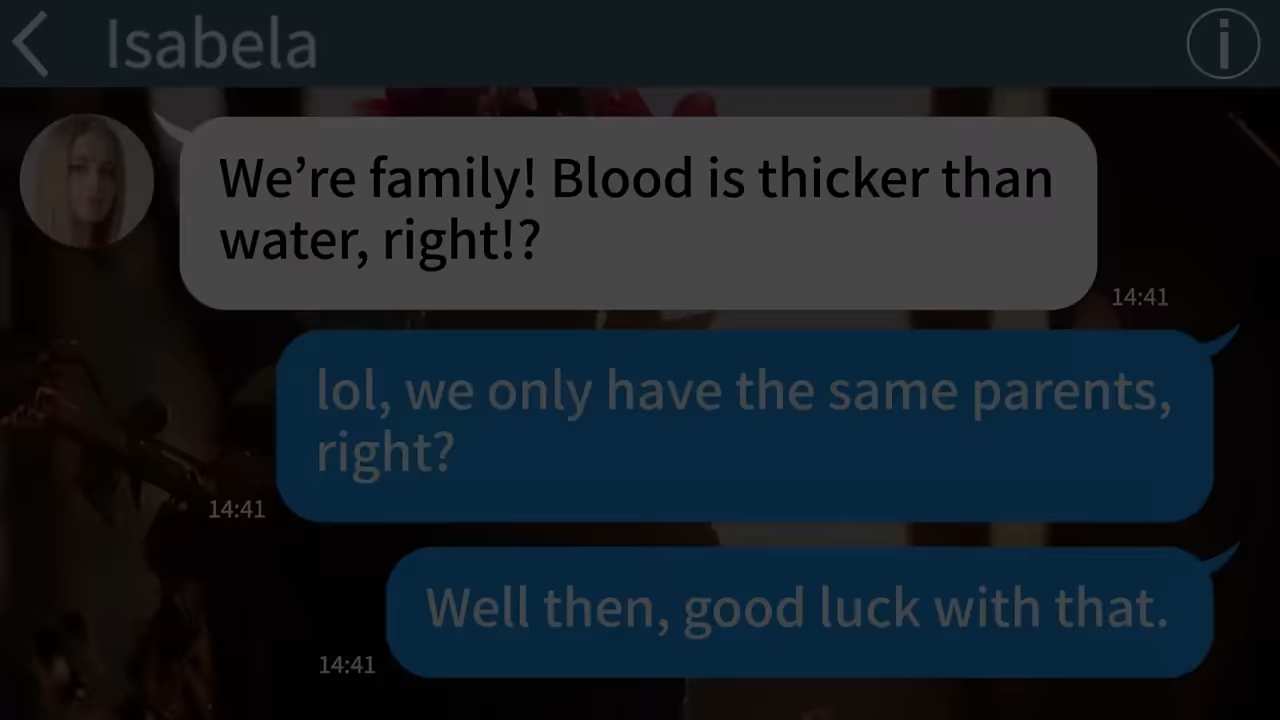 Isabela
We’re family! Blood is thicker than
water, right!?
14:41
lol, we only have the same parents,
right?
14:41
Well then, good luck with that.
14:41